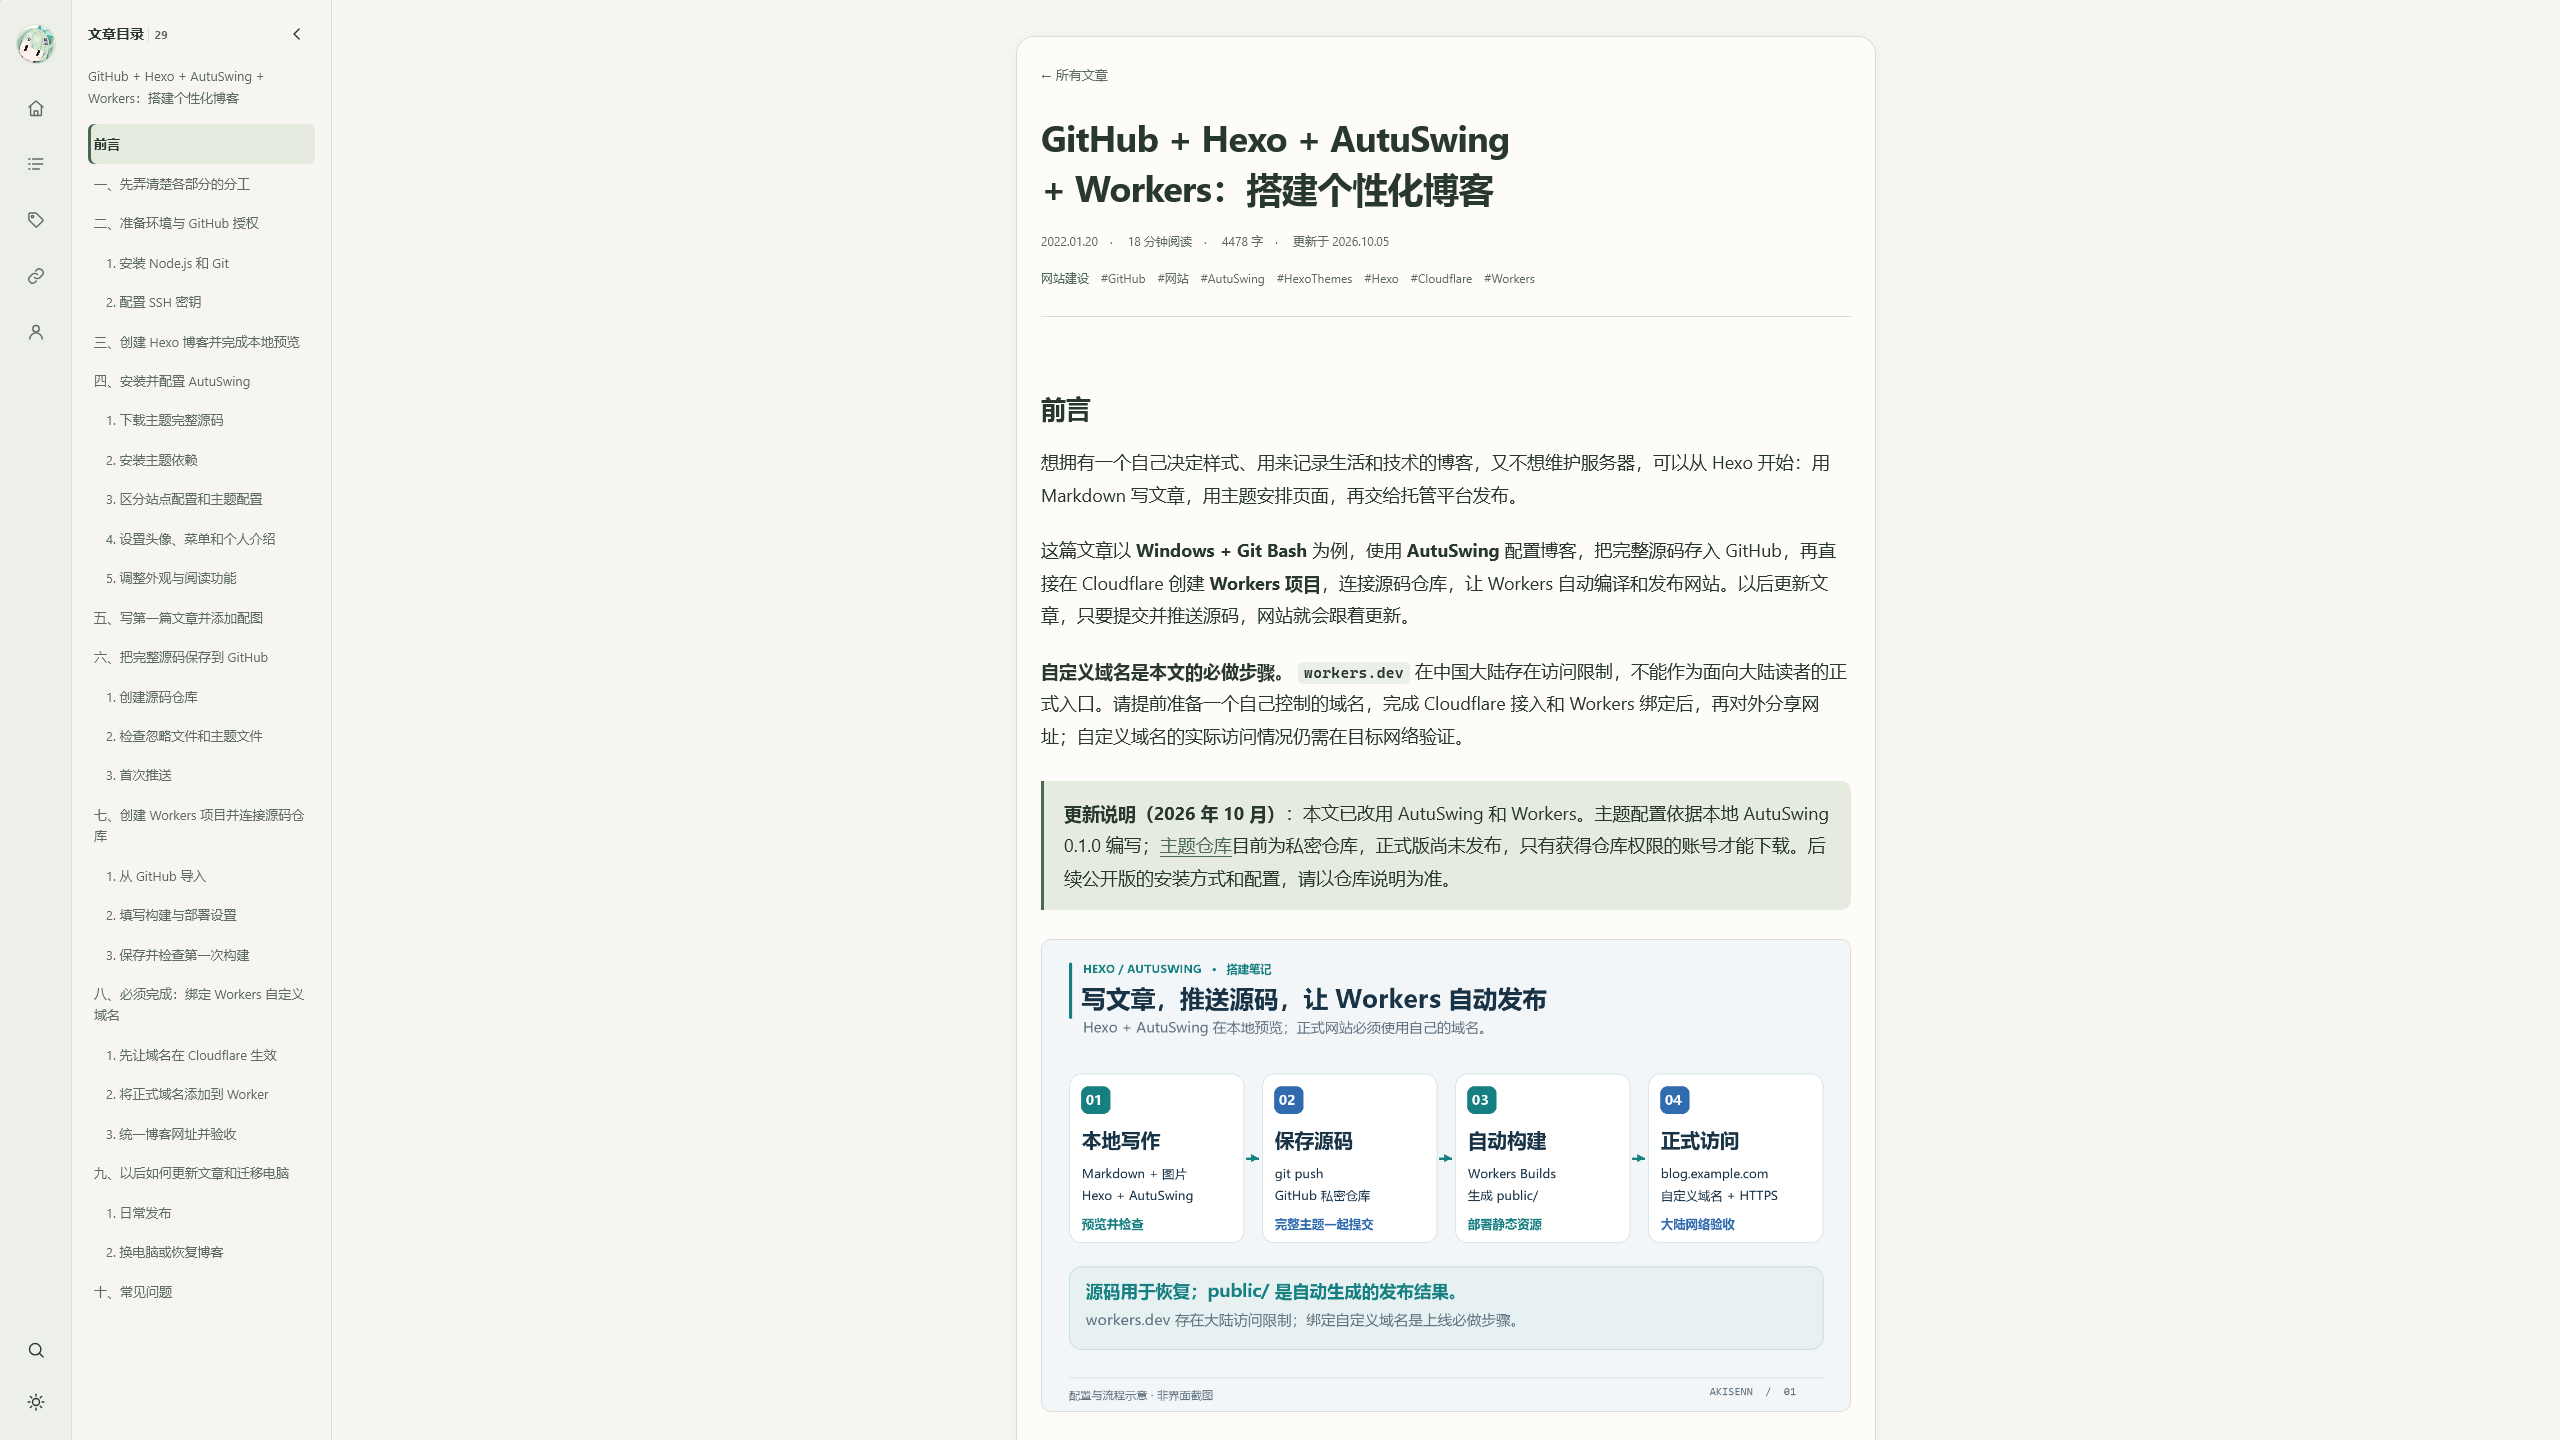 文章目录 29
GitHub + Hexo + AutuSwing +
Workers：搭建个性化博客
前言
一、先弄清楚各部分的分工
二、准备环境与 GitHub 授权
1. 安装 Node.js 和 Git
2. 配置 SSH 密钥
三、创建 Hexo 博客并完成本地预览
四、安装并配置 AutuSwing
1. 下载主题完整源码
2. 安装主题依赖
3. 区分站点配置和主题配置
4. 设置头像、菜单和个人介绍
5. 调整外观与阅读功能
五、写第一篇文章并添加配图
六、把完整源码保存到 GitHub
1. 创建源码仓库
2. 检查忽略文件和主题文件
3. 首次推送
七、创建 Workers 项目并连接源码仓
库
1. 从 GitHub 导入
2. 填写构建与部署设置
3. 保存并检查第一次构建
八、必须完成：绑定 Workers 自定义
域名
1. 先让域名在 Cloudflare 生效
2. 将正式域名添加到 Worker
3. 统一博客网址并验收
九、以后如何更新文章和迁移电脑
1. 日常发布
2. 换电脑或恢复博客
十、常见问题
← 所有文章
GitHub + Hexo + AutuSwing
+ Workers：搭建个性化博客
2022.01.20 · 18 分钟阅读 · 4478 字 · 更新于 2026.10.05
网站建设 #GitHub #网站 #AutuSwing #HexoThemes #Hexo #Cloudflare #Workers
前言
想拥有一个自己决定样式、用来记录生活和技术的博客，又不想维护服务器，可以从 Hexo 开始：用
Markdown 写文章，用主题安排页面，再交给托管平台发布。
这篇文章以 Windows + Git Bash 为例，使用 AutuSwing 配置博客，把完整源码存入 GitHub，再直
接在 Cloudflare 创建 Workers 项目，连接源码仓库，让 Workers 自动编译和发布网站。以后更新文
章，只要提交并推送源码，网站就会跟着更新。
自定义域名是本文的必做步骤。 workers.dev 在中国大陆存在访问限制，不能作为面向大陆读者的正
式入口。请提前准备一个自己控制的域名，完成 Cloudflare 接入和 Workers 绑定后，再对外分享网
址；自定义域名的实际访问情况仍需在目标网络验证。
更新说明（2026 年 10 月）：本文已改用 AutuSwing 和 Workers。主题配置依据本地 AutuSwing
0.1.0 编写；主题仓库目前为私密仓库，正式版尚未发布，只有获得仓库权限的账号才能下载。后
续公开版的安装方式和配置，请以仓库说明为准。
HEXO / AUTUSWING • 搭建笔记
写文章，推送源码，让 Workers 自动发布
Hexo + AutuSwing 在本地预览；正式网站必须使用自己的域名。
01
本地写作
Markdown + 图片
Hexo + AutuSwing
预览并检查
02
保存源码
git push
GitHub 私密仓库
完整主题一起提交
03
自动构建
Workers Builds
生成 public/
部署静态资源
04
正式访问
blog.example.com
自定义域名 + HTTPS
大陆网络验收
源码用于恢复；public/ 是自动生成的发布结果。
workers.dev 存在大陆访问限制；绑定自定义域名是上线必做步骤。
配置与流程示意 · 非界面截图
AKISENN / 01